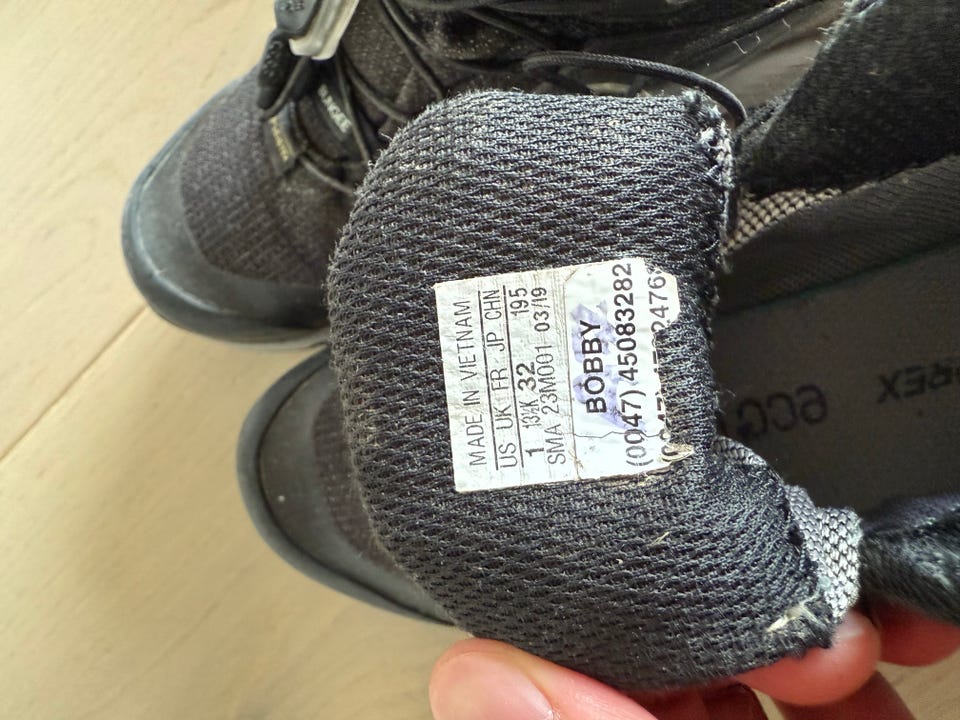 MADE IN VIETNAM
US UK FR JP CHN
1 13½K 32 195
SMA 23M001 03/19
BOBBY
(0047) 45083282
ecco